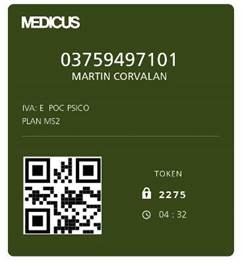 MEDICUS
03759497101
MARTIN CORVALAN
IVA: E POC PSICO
PLAN MS2
TOKEN
2275
04 : 32